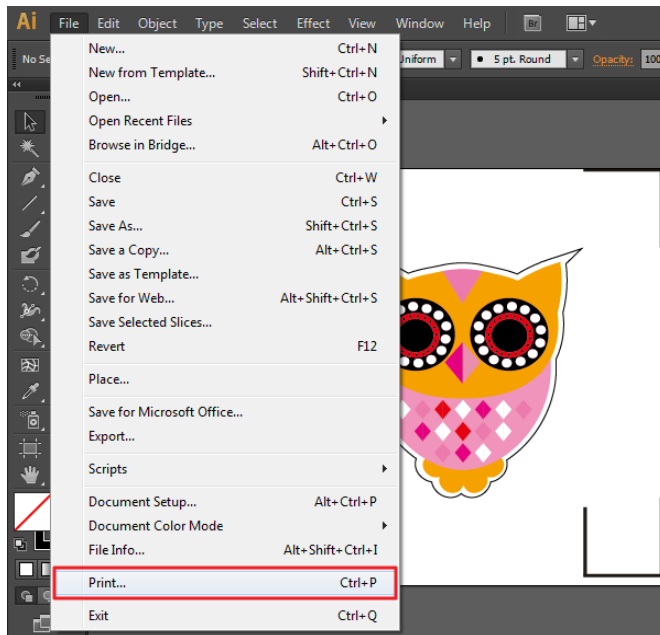 Ai File Edit Object Type Select Effect View Window Help Br
No Se
Uniform 5 pt. Round Opacity: 100
New... Ctrl+N
New from Template... Shift+Ctrl+N
Open... Ctrl+O
Open Recent Files
Browse in Bridge... Alt+Ctrl+O
Close Ctrl+W
Save Ctrl+S
Save As... Shift+Ctrl+S
Save a Copy... Alt+Ctrl+S
Save as Template...
Save for Web... Alt+Shift+Ctrl+S
Save Selected Slices...
Revert F12
Place...
Save for Microsoft Office...
Export...
Scripts
Document Setup... Alt+Ctrl+P
Document Color Mode
File Info... Alt+Shift+Ctrl+I
Print... Ctrl+P
Exit Ctrl+Q